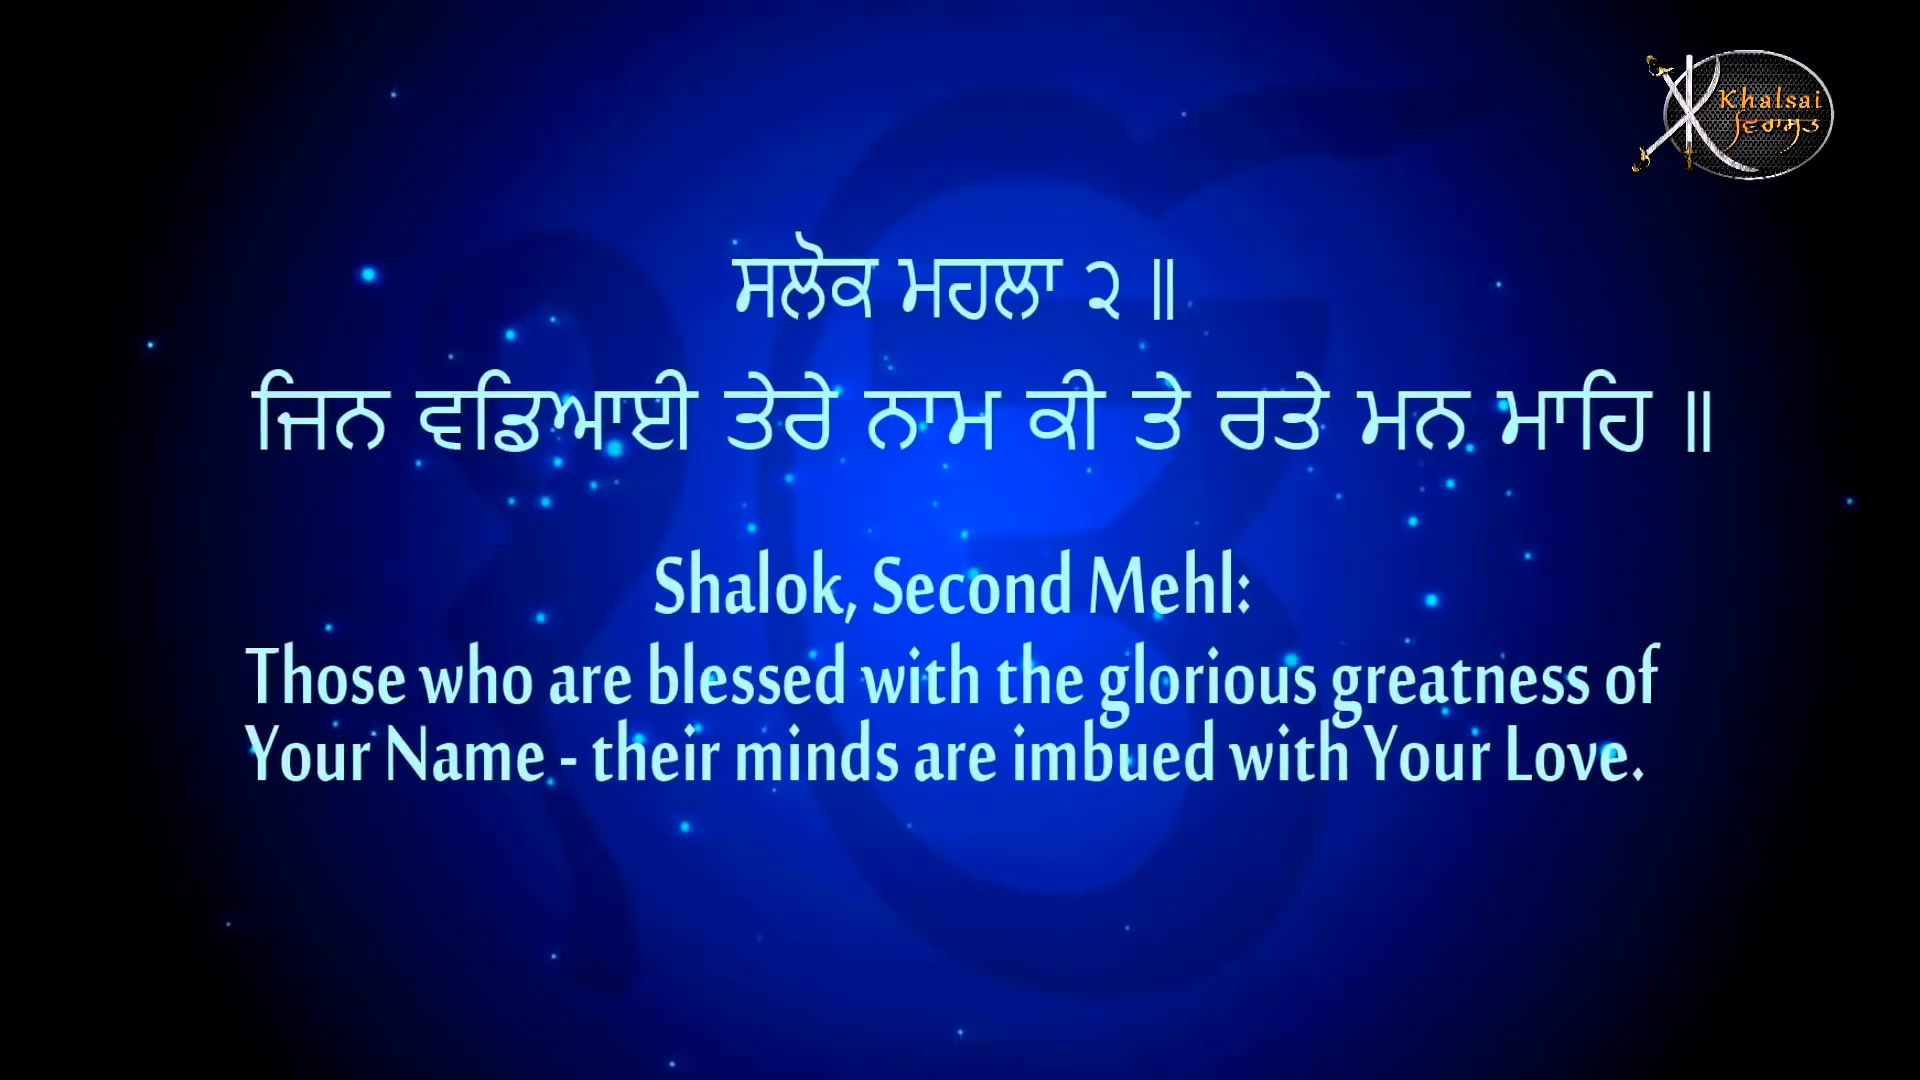 Khalsai
ਵਿਰਾਸਤ
ਸਲੋਕ ਮਹਲਾ ੨ ॥
ਜਿਨ ਵਡਿਆਈ ਤੇਰੇ ਨਾਮ ਕੀ ਤੇ ਰਤੇ ਮਨ ਮਾਹਿ ॥
Shalok, Second Mehl:
Those who are blessed with the glorious greatness of
Your Name - their minds are imbued with Your Love.